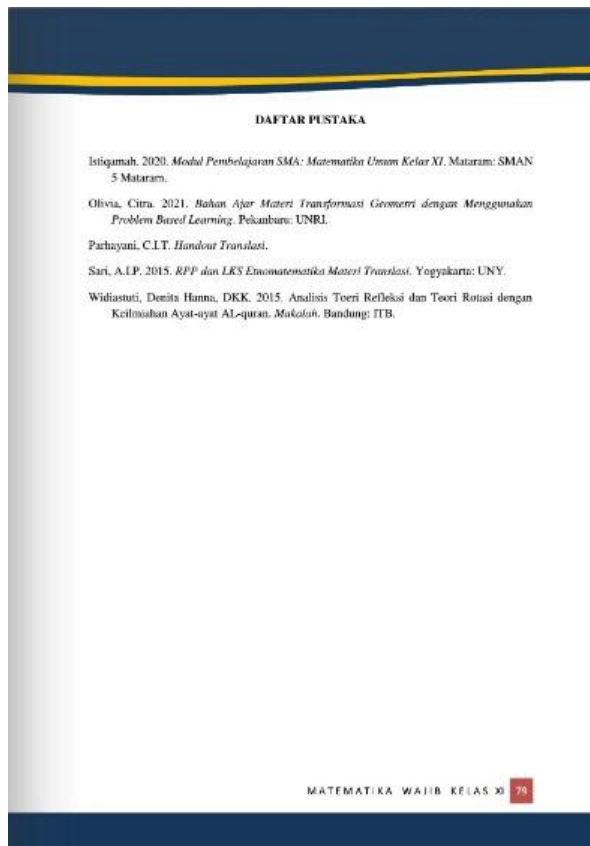 DAFTAR PUSTAKA
Istiqamah. 2020. Modul Pembelajaran SMA: Matematika Umum Kelas XI. Mataram: SMAN
5 Mataram.
Olivia, Citra. 2021. Bahan Ajar Materi Transformasi Geometri dengan Menggunakan
Problem Based Learning. Pekanbaru: UNRI.
Parhayani, C.I.T. Handout Translasi.
Sari, A.I.P. 2015. RPP dan LKS Etnomatematika Materi Translasi. Yogyakarta: UNY.
Widiastuti, Denita Hanna, DKK. 2015. Analisis Toeri Refleksi dan Teori Rotasi dengan
Keilmiahan Ayat-ayat AL-quran. Makalah. Bandung: ITB.
MATEMATIKA WAJIB KELAS XI 79